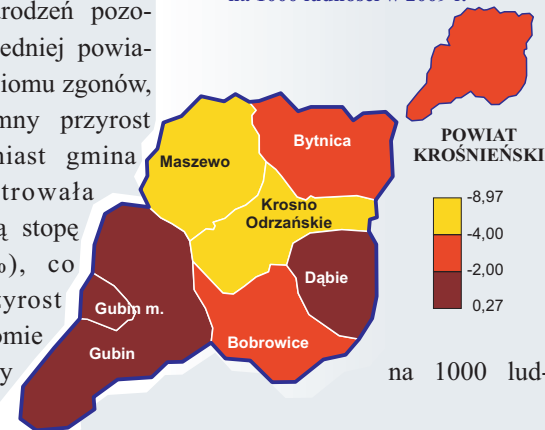 na 1000 ludności w 2009 r.
rodzeń pozo-
edniej powia-
iomu zgonów,
mny przyrost
niast gmina
trowała
ą stopę
), co
zyrost
omie
y
na 1000 lud-
Maszewo
Bytnica
Krosno
Odrzańskie
Dąbie
Gubin m.
Gubin
Bobrowice
POWIAT
KROŚNIEŃSKI
-8,97
-4,00
-2,00
0,27